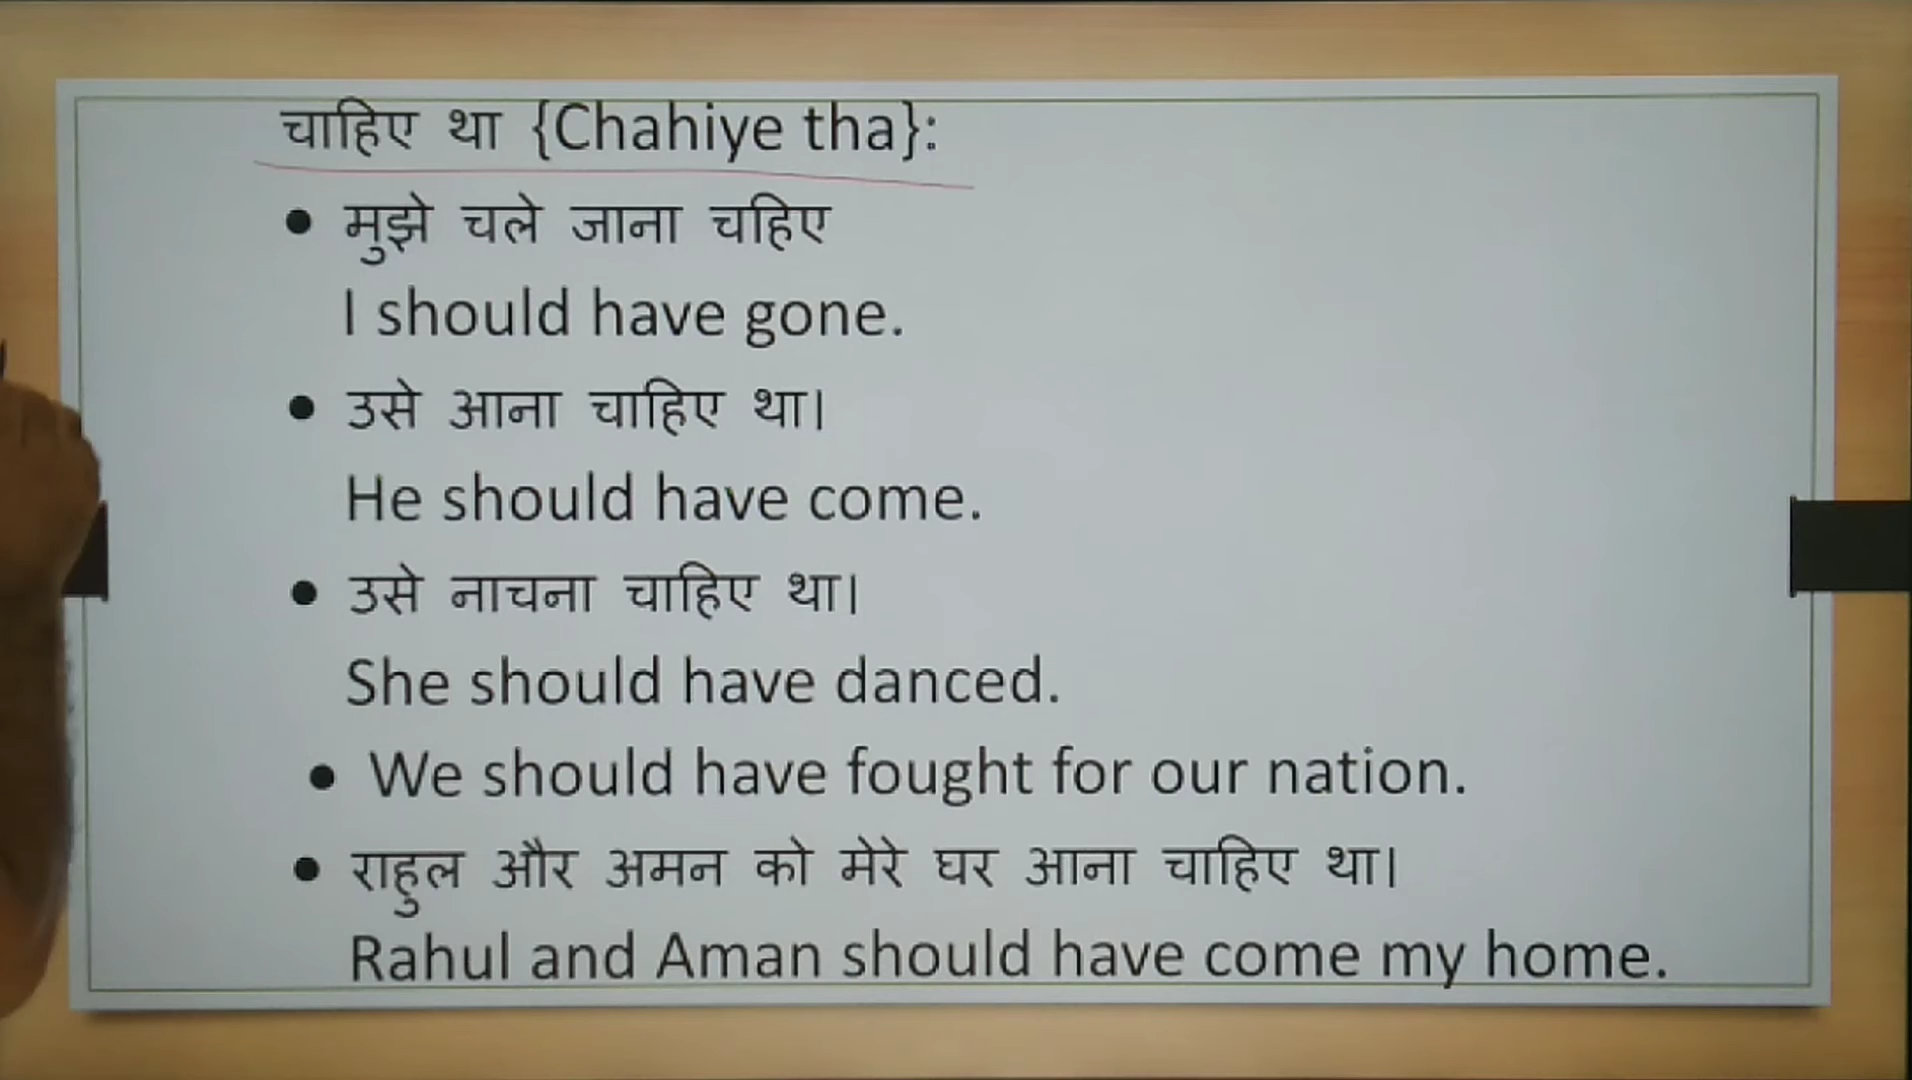 चाहिए था {Chahiye tha}:
• मुझे चले जाना चहिए
I should have gone.
• उसे आना चाहिए था।
He should have come.
• उसे नाचना चाहिए था।
She should have danced.
• We should have fought for our nation.
• राहुल और अमन को मेरे घर आना चाहिए था।
Rahul and Aman should have come my home.